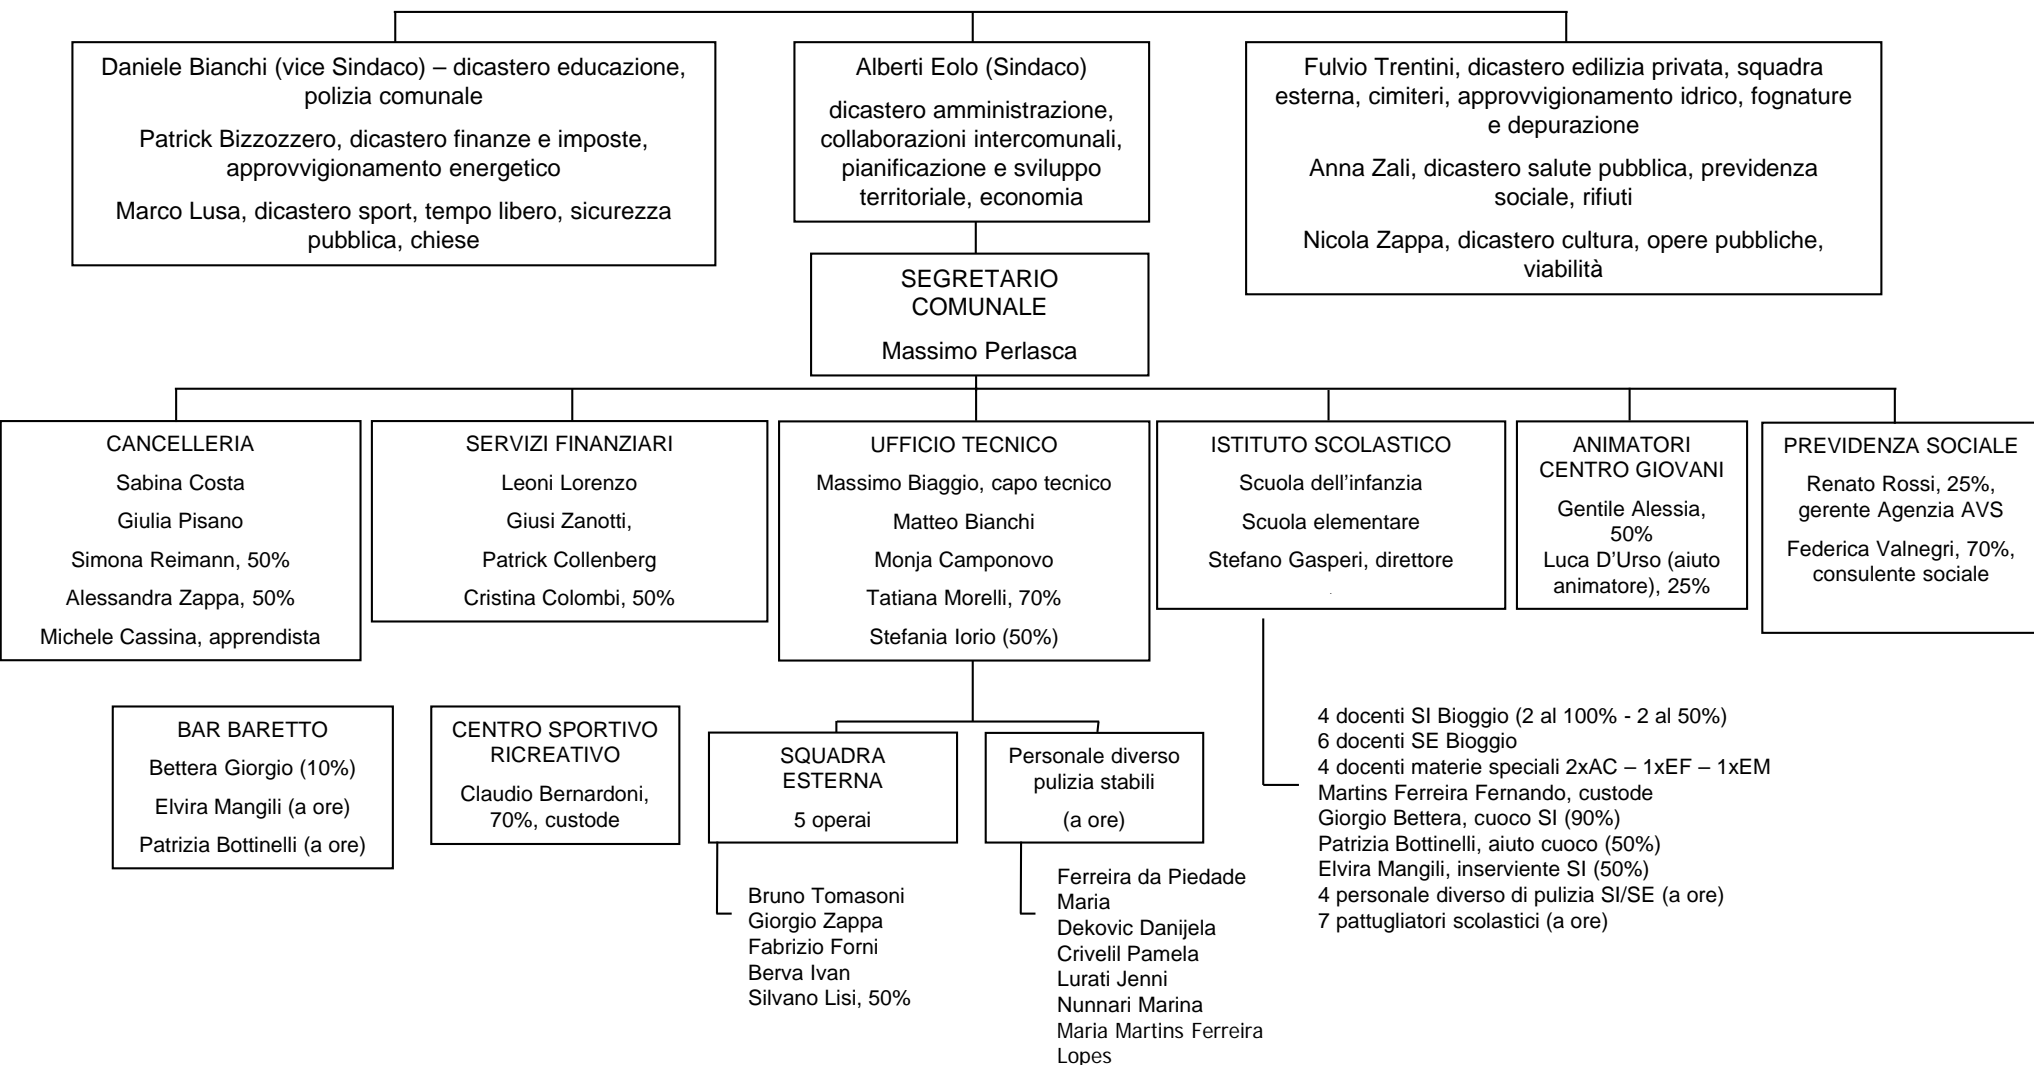 Daniele Bianchi (vice Sindaco) – dicastero educazione,
polizia comunale
Patrick Bizzozzero, dicastero finanze e imposte,
approvvigionamento energetico
Marco Lusa, dicastero sport, tempo libero, sicurezza
pubblica, chiese
Alberti Eolo (Sindaco)
dicastero amministrazione,
collaborazioni intercomunali,
pianificazione e sviluppo
territoriale, economia
Fulvio Trentini, dicastero edilizia privata, squadra
esterna, cimiteri, approvvigionamento idrico, fognature
e depurazione
Anna Zali, dicastero salute pubblica, previdenza
sociale, rifiuti
Nicola Zappa, dicastero cultura, opere pubbliche,
viabilità
SEGRETARIO
COMUNALE
Massimo Perlasca
CANCELLERIA
Sabina Costa
Giulia Pisano
Simona Reimann, 50%
Alessandra Zappa, 50%
Michele Cassina, apprendista
SERVIZI FINANZIARI
Leoni Lorenzo
Giusi Zanotti,
Patrick Collenberg
Cristina Colombi, 50%
UFFICIO TECNICO
Massimo Biaggio, capo tecnico
Matteo Bianchi
Monja Camponovo
Tatiana Morelli, 70%
Stefania Iorio (50%)
ISTITUTO SCOLASTICO
Scuola dell’infanzia
Scuola elementare
Stefano Gasperi, direttore
.
ANIMATORI
CENTRO GIOVANI
Gentile Alessia,
50%
Luca D’Urso (aiuto
animatore), 25%
PREVIDENZA SOCIALE
Renato Rossi, 25%,
gerente Agenzia AVS
Federica Valnegri, 70%,
consulente sociale
BAR BARETTO
Bettera Giorgio (10%)
Elvira Mangili (a ore)
Patrizia Bottinelli (a ore)
CENTRO SPORTIVO
RICREATIVO
Claudio Bernardoni,
70%, custode
SQUADRA
ESTERNA
5 operai
Personale diverso
pulizia stabili
(a ore)
4 docenti SI Bioggio (2 al 100% - 2 al 50%)
6 docenti SE Bioggio
4 docenti materie speciali 2xAC – 1xEF – 1xEM
Martins Ferreira Fernando, custode
Giorgio Bettera, cuoco SI (90%)
Patrizia Bottinelli, aiuto cuoco (50%)
Elvira Mangili, inserviente SI (50%)
4 personale diverso di pulizia SI/SE (a ore)
7 pattugliatori scolastici (a ore)
Bruno Tomasoni
Giorgio Zappa
Fabrizio Forni
Berva Ivan
Silvano Lisi, 50%
Ferreira da Piedade
Maria
Dekovic Danijela
Crivelil Pamela
Lurati Jenni
Nunnari Marina
Maria Martins Ferreira
Lopes